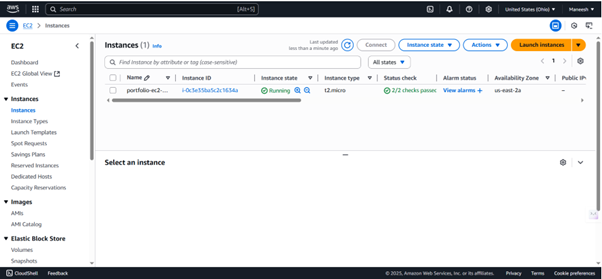 aws Search [Alt+S] United States (Ohio) Maneesh
EC2 > Instances
EC2
Dashboard
EC2 Global View
Events
Instances
Instances
Instance Types
Launch Templates
Spot Requests
Savings Plans
Reserved Instances
Dedicated Hosts
Capacity Reservations
Images
AMIs
AMI Catalog
Elastic Block Store
Volumes
Snapshots
Instances (1) Info
Last updated
less than a minute ago
Connect Instance state Actions Launch instances
Find Instance by attribute or tag (case-sensitive) All states 1
Name Instance ID Instance state Instance type Status check Alarm status Availability Zone Public IPv
portfolio-ec2-... i-0c3e35ba5c2c1634a Running t2.micro 2/2 checks passed View alarms + us-east-2a –
Select an instance
CloudShell Feedback © 2025, Amazon Web Services, Inc. or its affiliates. Privacy Terms Cookie preferences